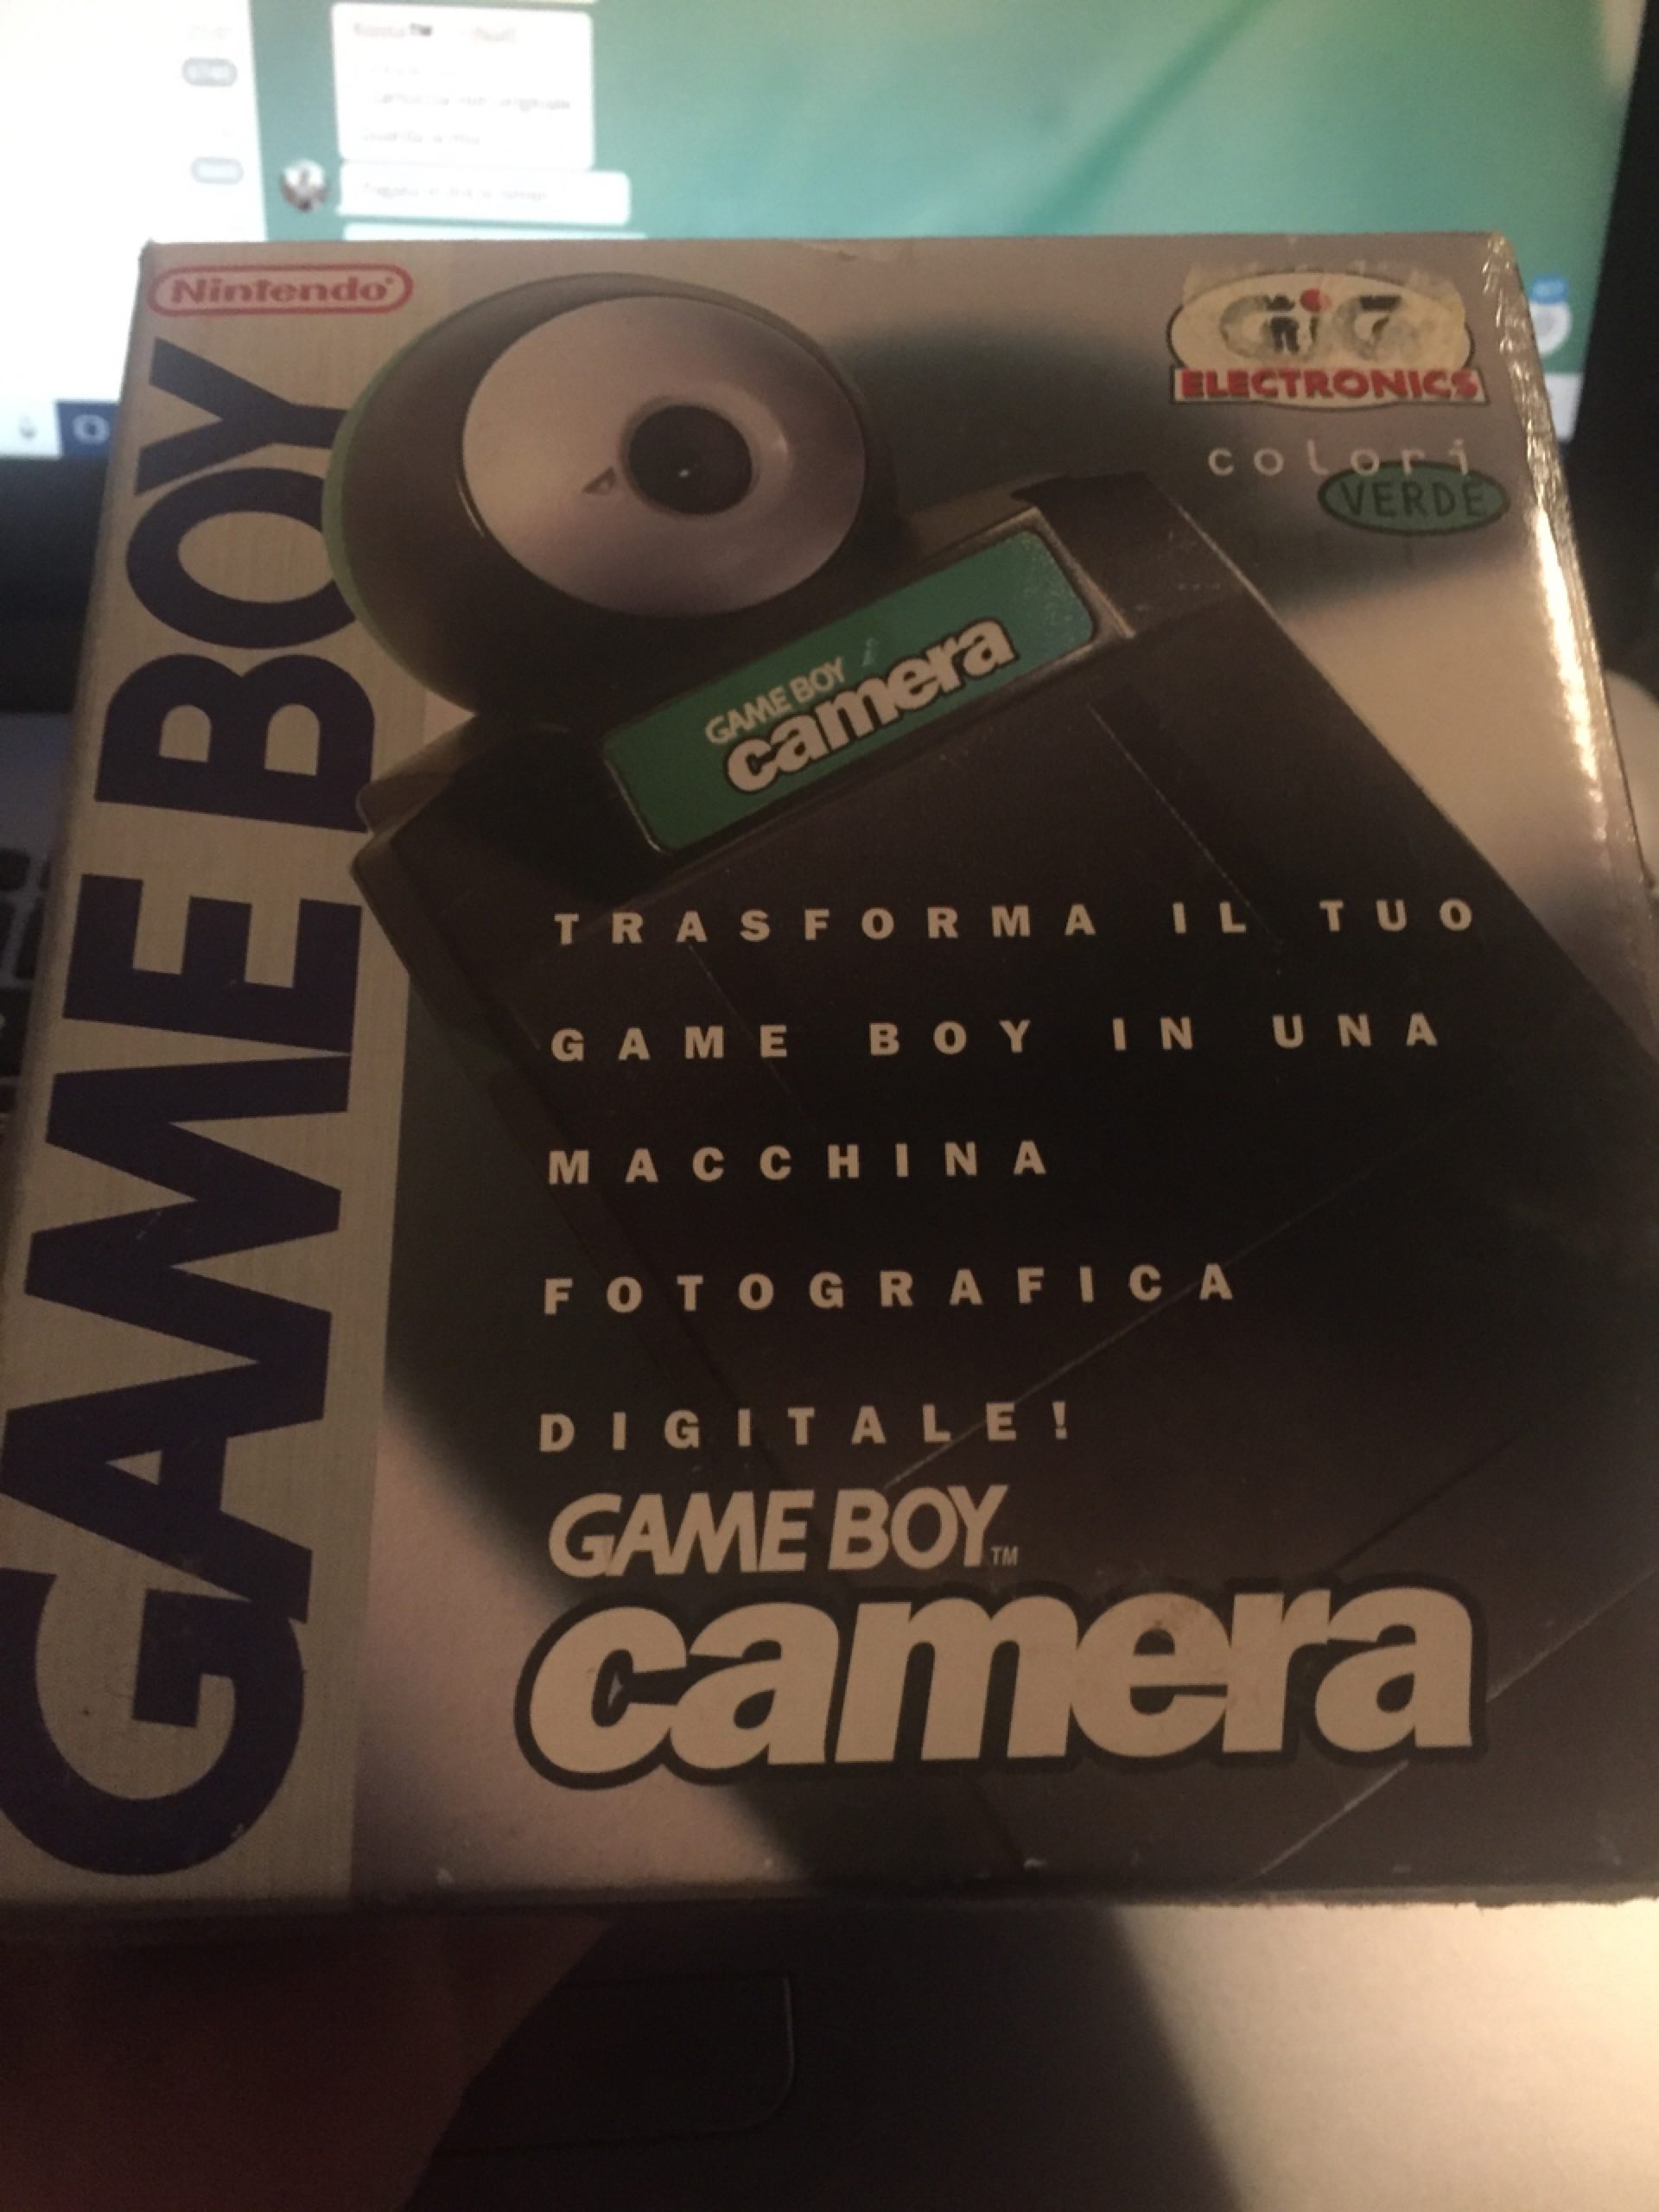 Nintendo®
GAME BOY
GiG
ELECTRONICS
colori
VERDE
GAME BOY
camera
TRASFORMA IL TUO
GAME BOY IN UNA
MACCHINA
FOTOGRAFICA
DIGITALE!
GAME BOY™
camera